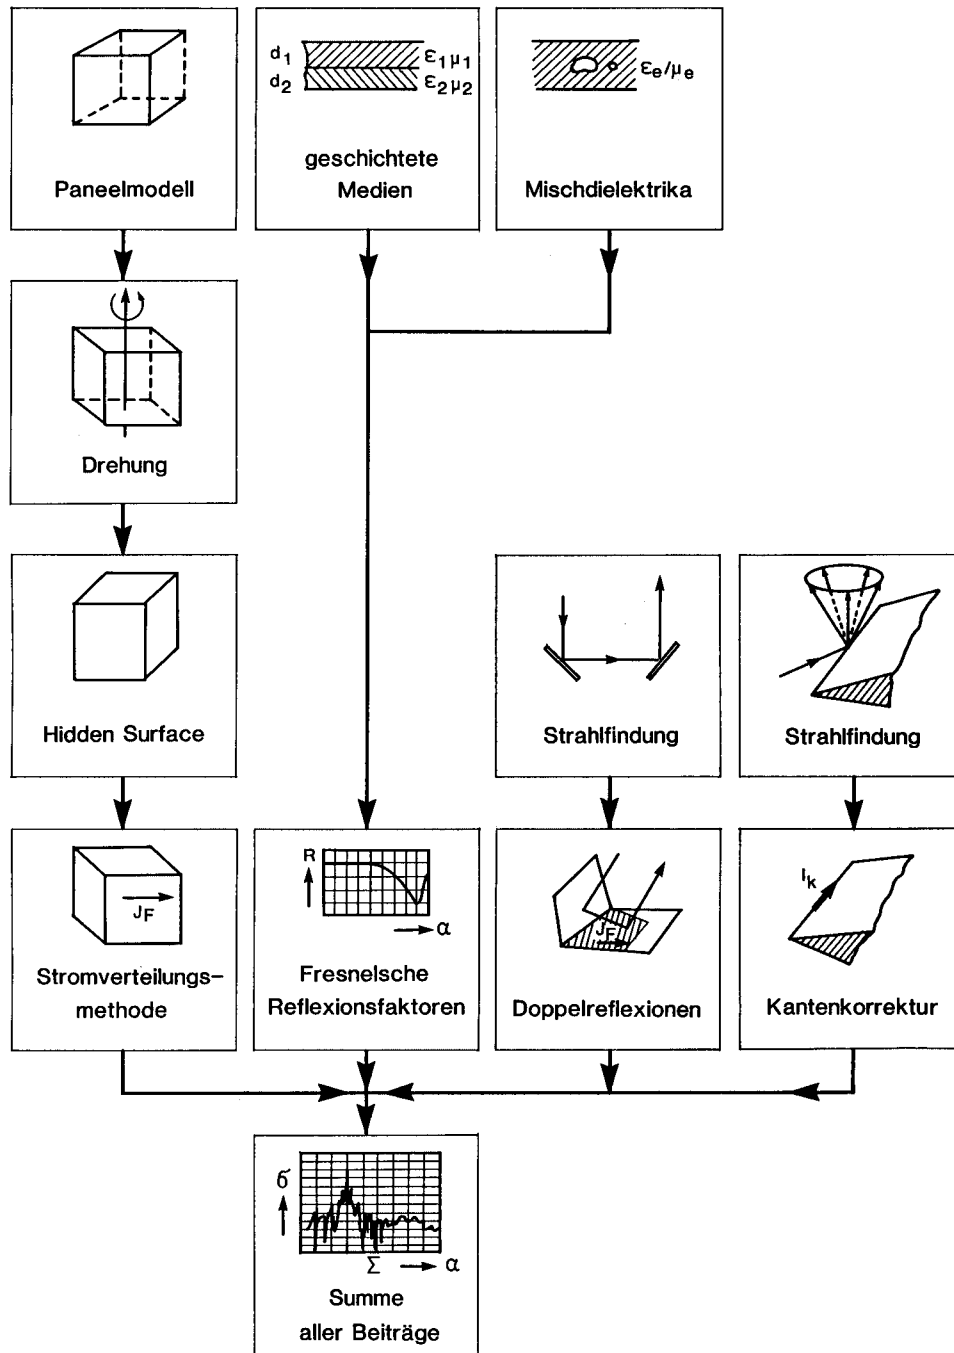 Paneelmodell
d1 ε1μ1
d2 ε2μ2
geschichtete
Medien
εe/μe
Mischdielektrika
Drehung
Hidden Surface
Strahlfindung
Strahlfindung
JF
Stromverteilungs-
methode
R
α
Fresnelsche
Reflexionsfaktoren
JF
Doppelreflexionen
Ik
Kantenkorrektur
σ
Σ α
Summe
aller Beiträge